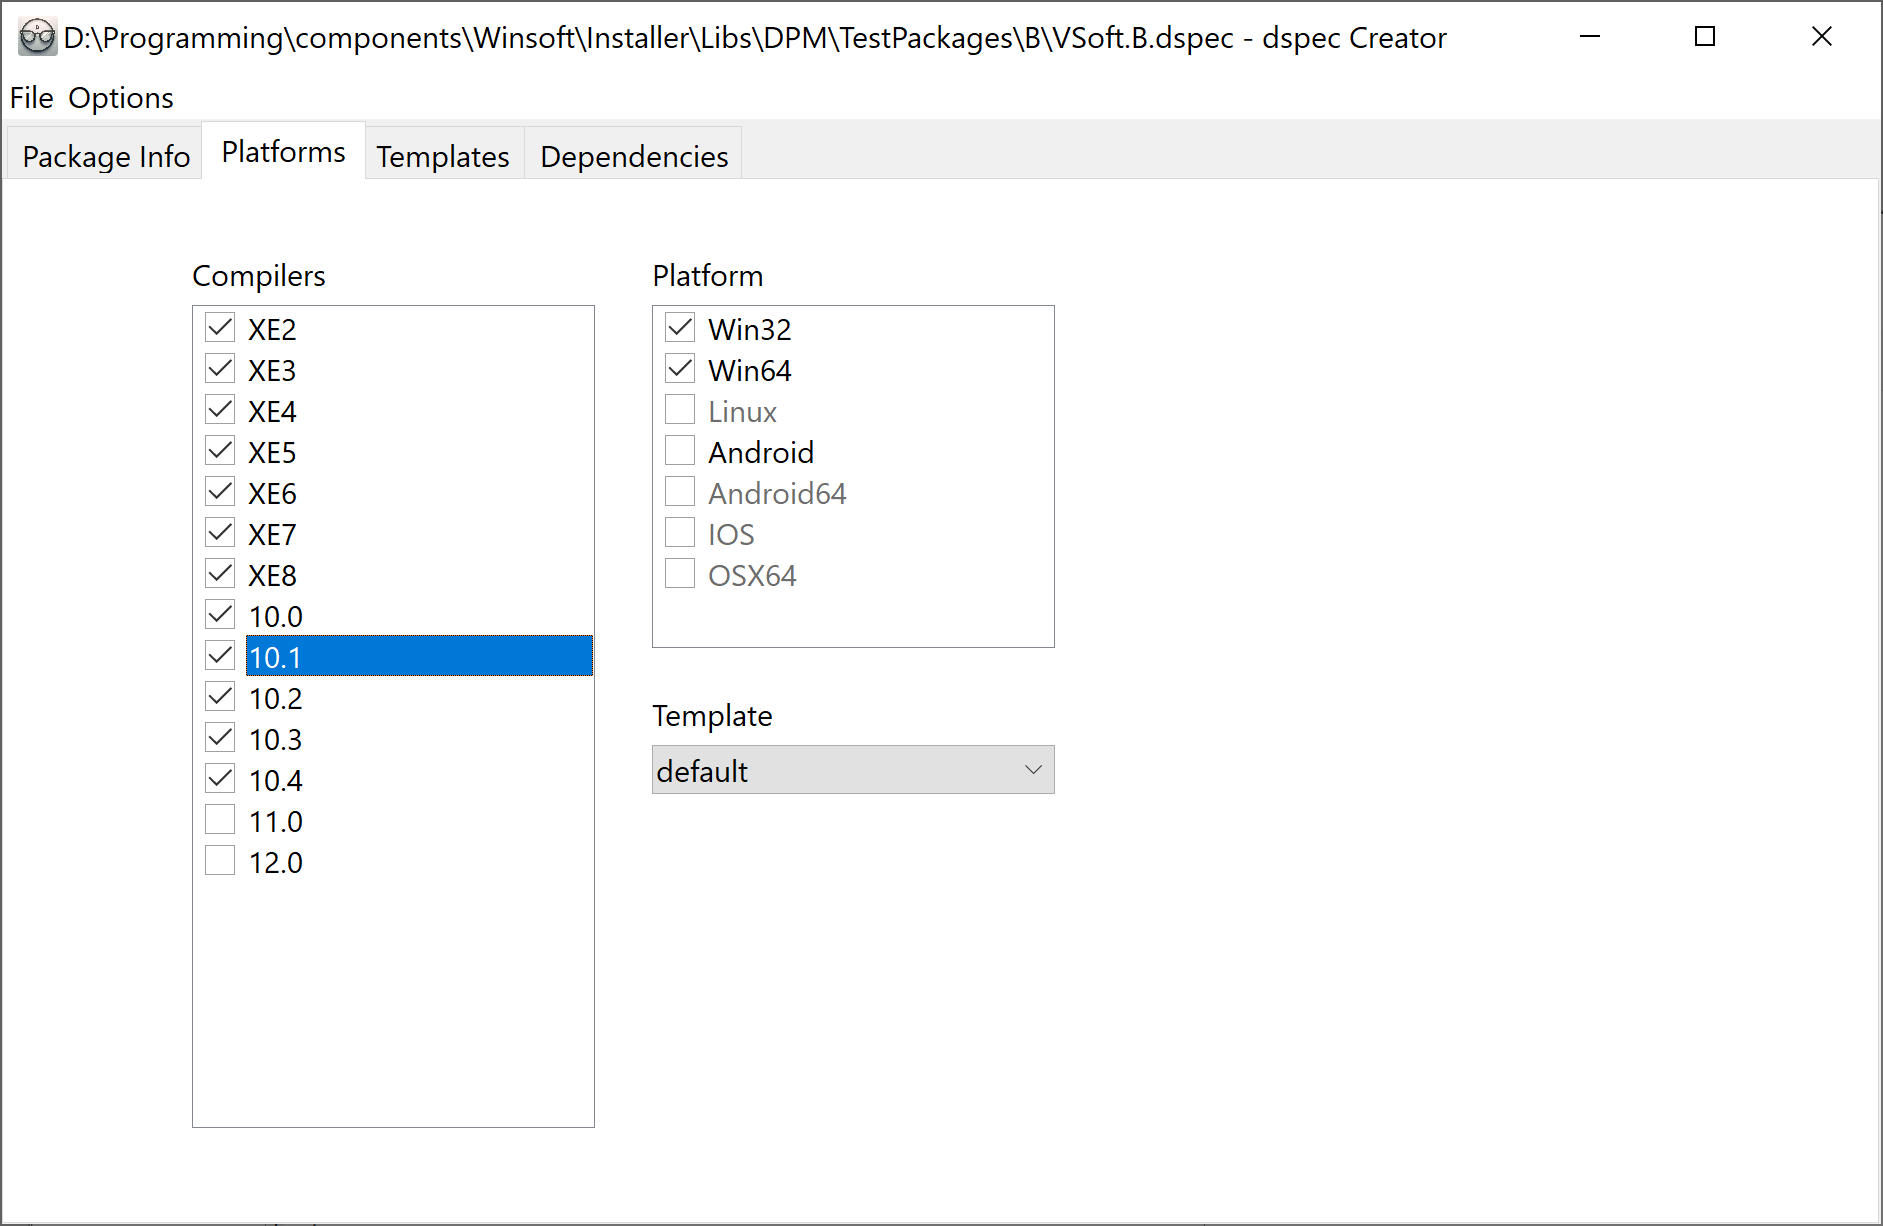 D:\Programming\components\Winsoft\Installer\Libs\DPM\TestPackages\B\VSoft.B.dspec - dspec Creator
File Options
Package Info Platforms Templates Dependencies
Compilers
XE2
XE3
XE4
XE5
XE6
XE7
XE8
10.0
10.1
10.2
10.3
10.4
11.0
12.0
Platform
Win32
Win64
Linux
Android
Android64
IOS
OSX64
Template
default